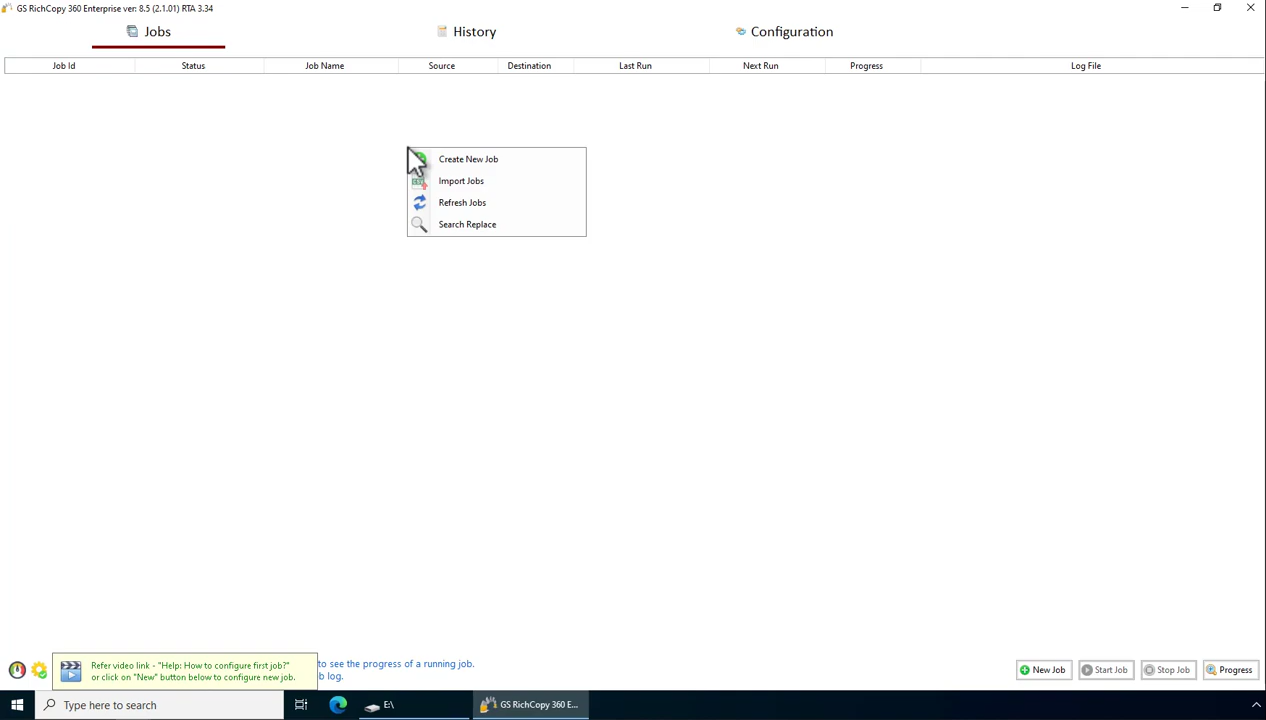 GS RichCopy 360 Enterprise ver: 8.5 (2.1.01) RTA 3.34
Jobs
History
Configuration
Job Id
Status
Job Name
Source
Destination
Last Run
Next Run
Progress
Log File
Create New Job
Import Jobs
Refresh Jobs
Search Replace
Refer video link - "Help: How to configure first job?"
or click on "New" button below to configure new job.
to see the progress of a running job.
b log.
New Job
Start Job
Stop Job
Progress
Type here to search
E:\
GS RichCopy 360 E...